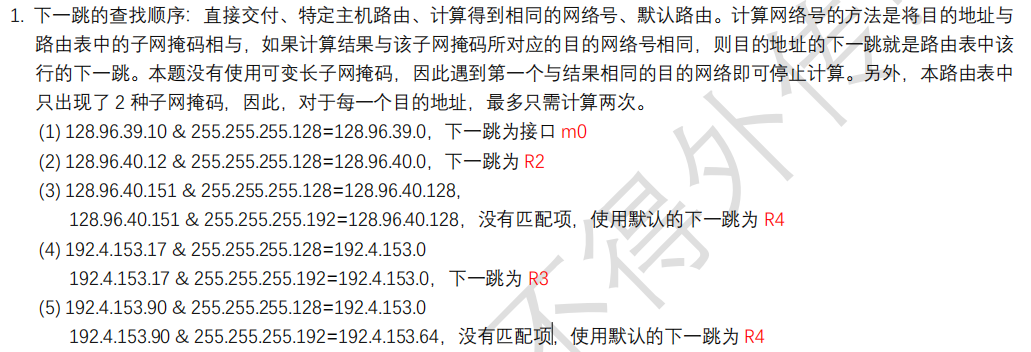 1. 下一跳的查找顺序：直接交付、特定主机路由、计算得到相同的网络号、默认路由。计算网络号的方法是将目的地址与
路由表中的子网掩码相与，如果计算结果与该子网掩码所对应的目的网络号相同，则目的地址的下一跳就是路由表中该
行的下一跳。本题没有使用可变长子网掩码，因此遇到第一个与结果相同的目的网络即可停止计算。另外，本路由表中
只出现了 2 种子网掩码，因此，对于每一个目的地址，最多只需计算两次。
(1) 128.96.39.10 & 255.255.255.128=128.96.39.0，下一跳为接口 m0
(2) 128.96.40.12 & 255.255.255.128=128.96.40.0，下一跳为 R2
(3) 128.96.40.151 & 255.255.255.128=128.96.40.128,
128.96.40.151 & 255.255.255.192=128.96.40.128，没有匹配项，使用默认的下一跳为 R4
(4) 192.4.153.17 & 255.255.255.128=192.4.153.0
192.4.153.17 & 255.255.255.192=192.4.153.0，下一跳为 R3
(5) 192.4.153.90 & 255.255.255.128=192.4.153.0
192.4.153.90 & 255.255.255.192=192.4.153.64，没有匹配项，使用默认的下一跳为 R4
不得外传